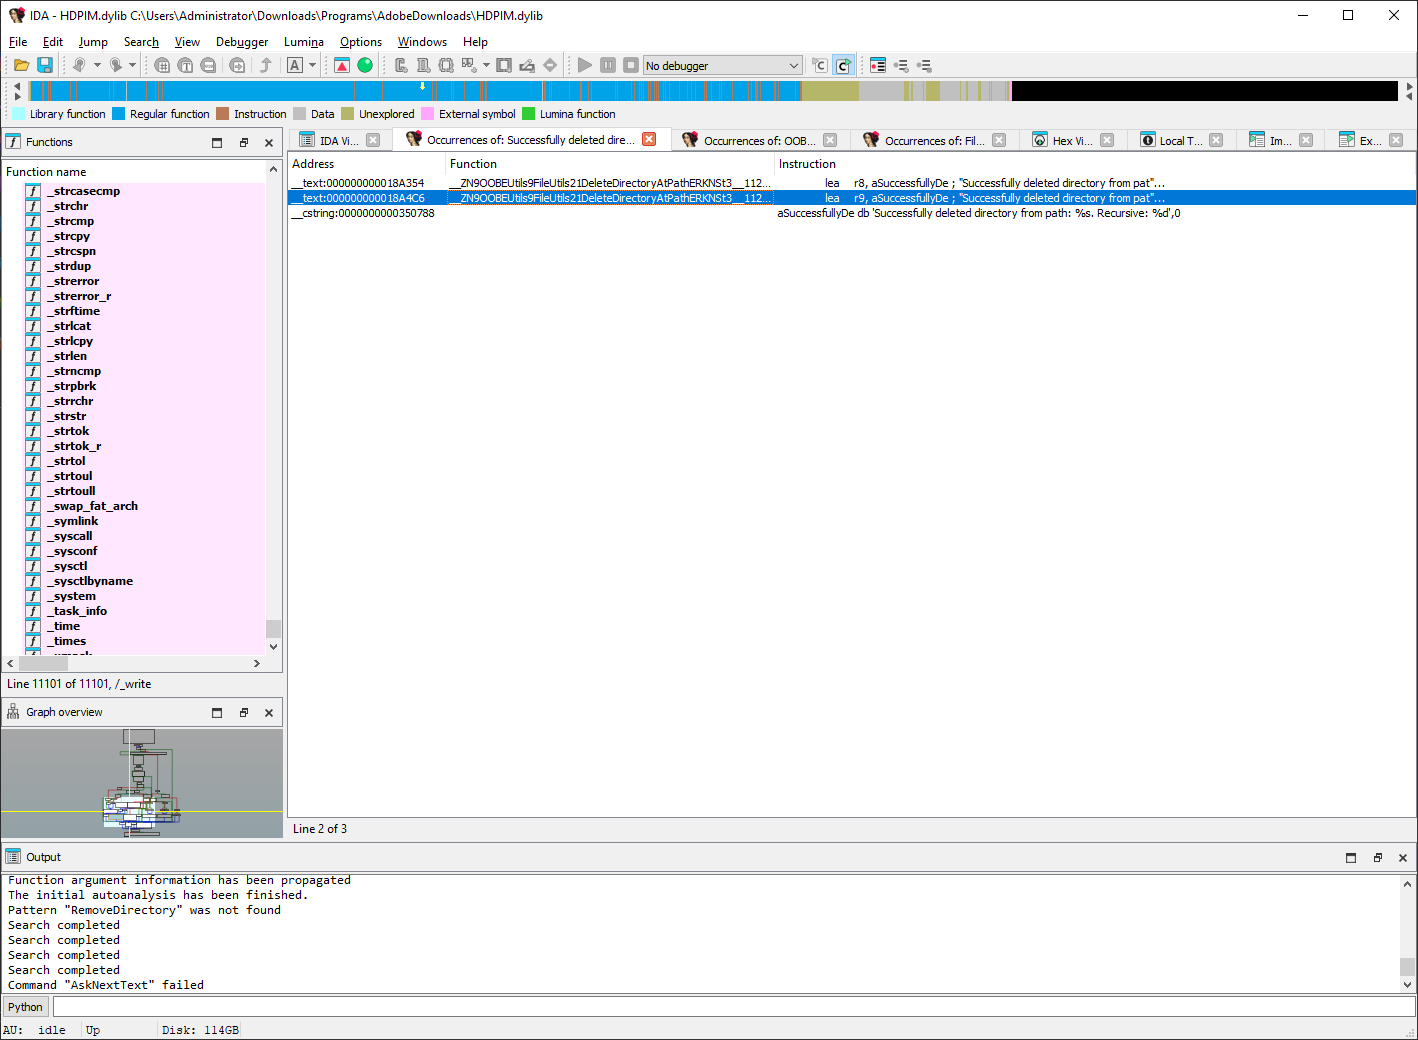 IDA - HDPIM.dylib C:\Users\Administrator\Downloads\Programs\AdobeDownloads\HDPIM.dylib
File Edit Jump Search View Debugger Lumina Options Windows Help
No debugger
Library function Regular function Instruction Data Unexplored External symbol Lumina function
Functions
IDA Vi... Occurrences of: Successfully deleted dire... Occurrences of: OOB... Occurrences of: Fil... Hex Vi... Local T... Im... Ex...
Function name
_strcasecmp
_strchr
_strcmp
_strcpy
_strcspn
_strdup
_strerror
_strerror_r
_strftime
_strlcat
_strlcpy
_strlen
_strncmp
_strpbrk
_strrchr
_strstr
_strtok
_strtok_r
_strtol
_strtoul
_strtoull
_swap_fat_arch
_symlink
_syscall
_sysconf
_sysctl
_sysctlbyname
_system
_task_info
_time
_times
Line 11101 of 11101, /_write
Graph overview
Address Function Instruction
__text:000000000018A354 __ZN9OOBEUtils9FileUtils21DeleteDirectoryAtPathERKNSt3__112... lea r8, aSuccessfullyDe ; "Successfully deleted directory from pat"...
__text:000000000018A4C6 __ZN9OOBEUtils9FileUtils21DeleteDirectoryAtPathERKNSt3__112... lea r9, aSuccessfullyDe ; "Successfully deleted directory from pat"...
__cstring:0000000000350788 aSuccessfullyDe db 'Successfully deleted directory from path: %s. Recursive: %d',0
Line 2 of 3
Output
Function argument information has been propagated
The initial autoanalysis has been finished.
Pattern "RemoveDirectory" was not found
Search completed
Search completed
Search completed
Search completed
Command "AskNextText" failed
Python
AU: idle Up Disk: 114GB